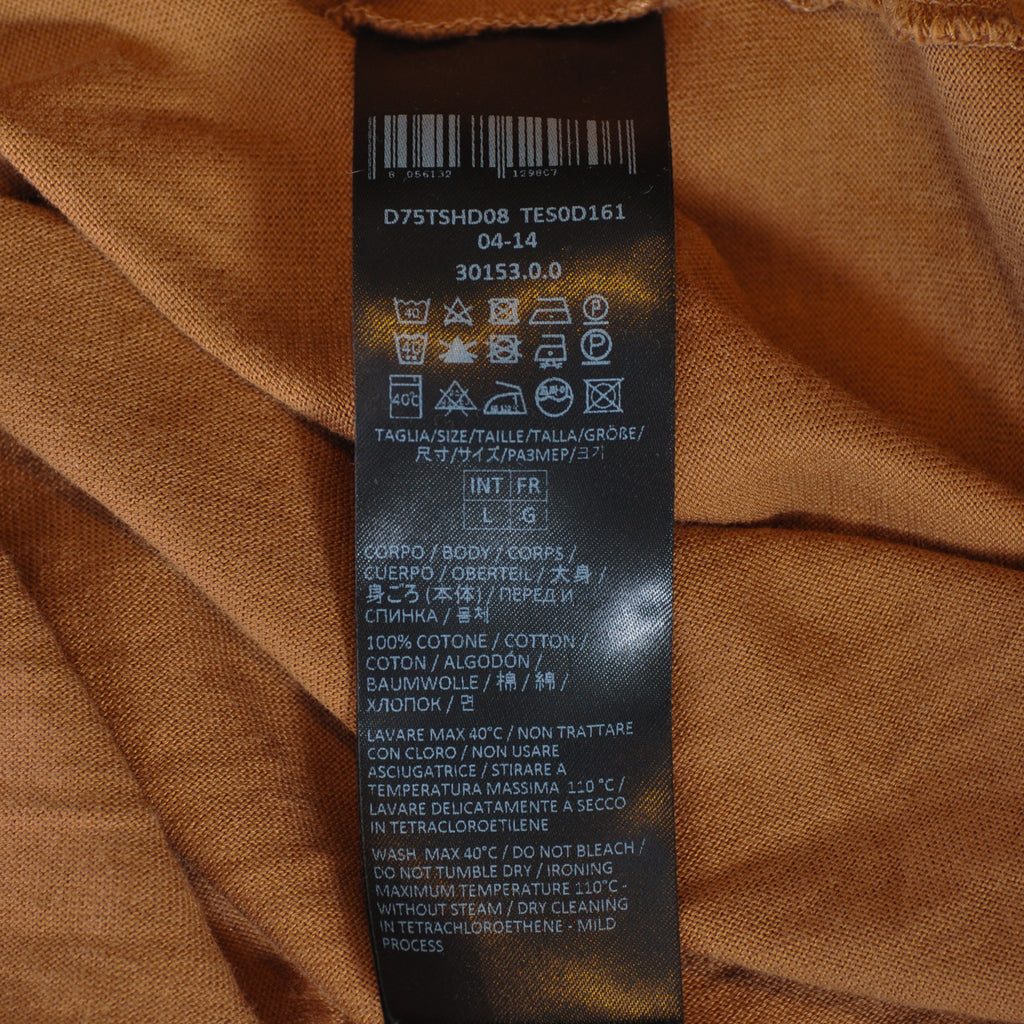 8 056132 129807
D75TSHD08 TES0D161
04-14
30153.0.0
40
40
40°C
TAGLIA/SIZE/TAILLE/TALLA/GRÖßE/
尺寸/サイズ/РАЗМЕР/크기
INT FR
L G
CORPO / BODY / CORPS /
CUERPO / OBERTEIL / 大身 /
身ごろ (本体) / ПЕРЕД И
СПИНКА / 몸체
100% COTONE / COTTON /
COTON / ALGODÓN /
BAUMWOLLE / 棉 / 綿 /
ХЛОПОК / 면
LAVARE MAX 40°C / NON TRATTARE
CON CLORO / NON USARE
ASCIUGATRICE / STIRARE A
TEMPERATURA MASSIMA 110 °C /
LAVARE DELICATAMENTE A SECCO
IN TETRACLOROETILENE
WASH MAX 40°C / DO NOT BLEACH /
DO NOT TUMBLE DRY / IRONING
MAXIMUM TEMPERATURE 110°C -
WITHOUT STEAM / DRY CLEANING
IN TETRACHLOROETHENE - MILD
PROCESS